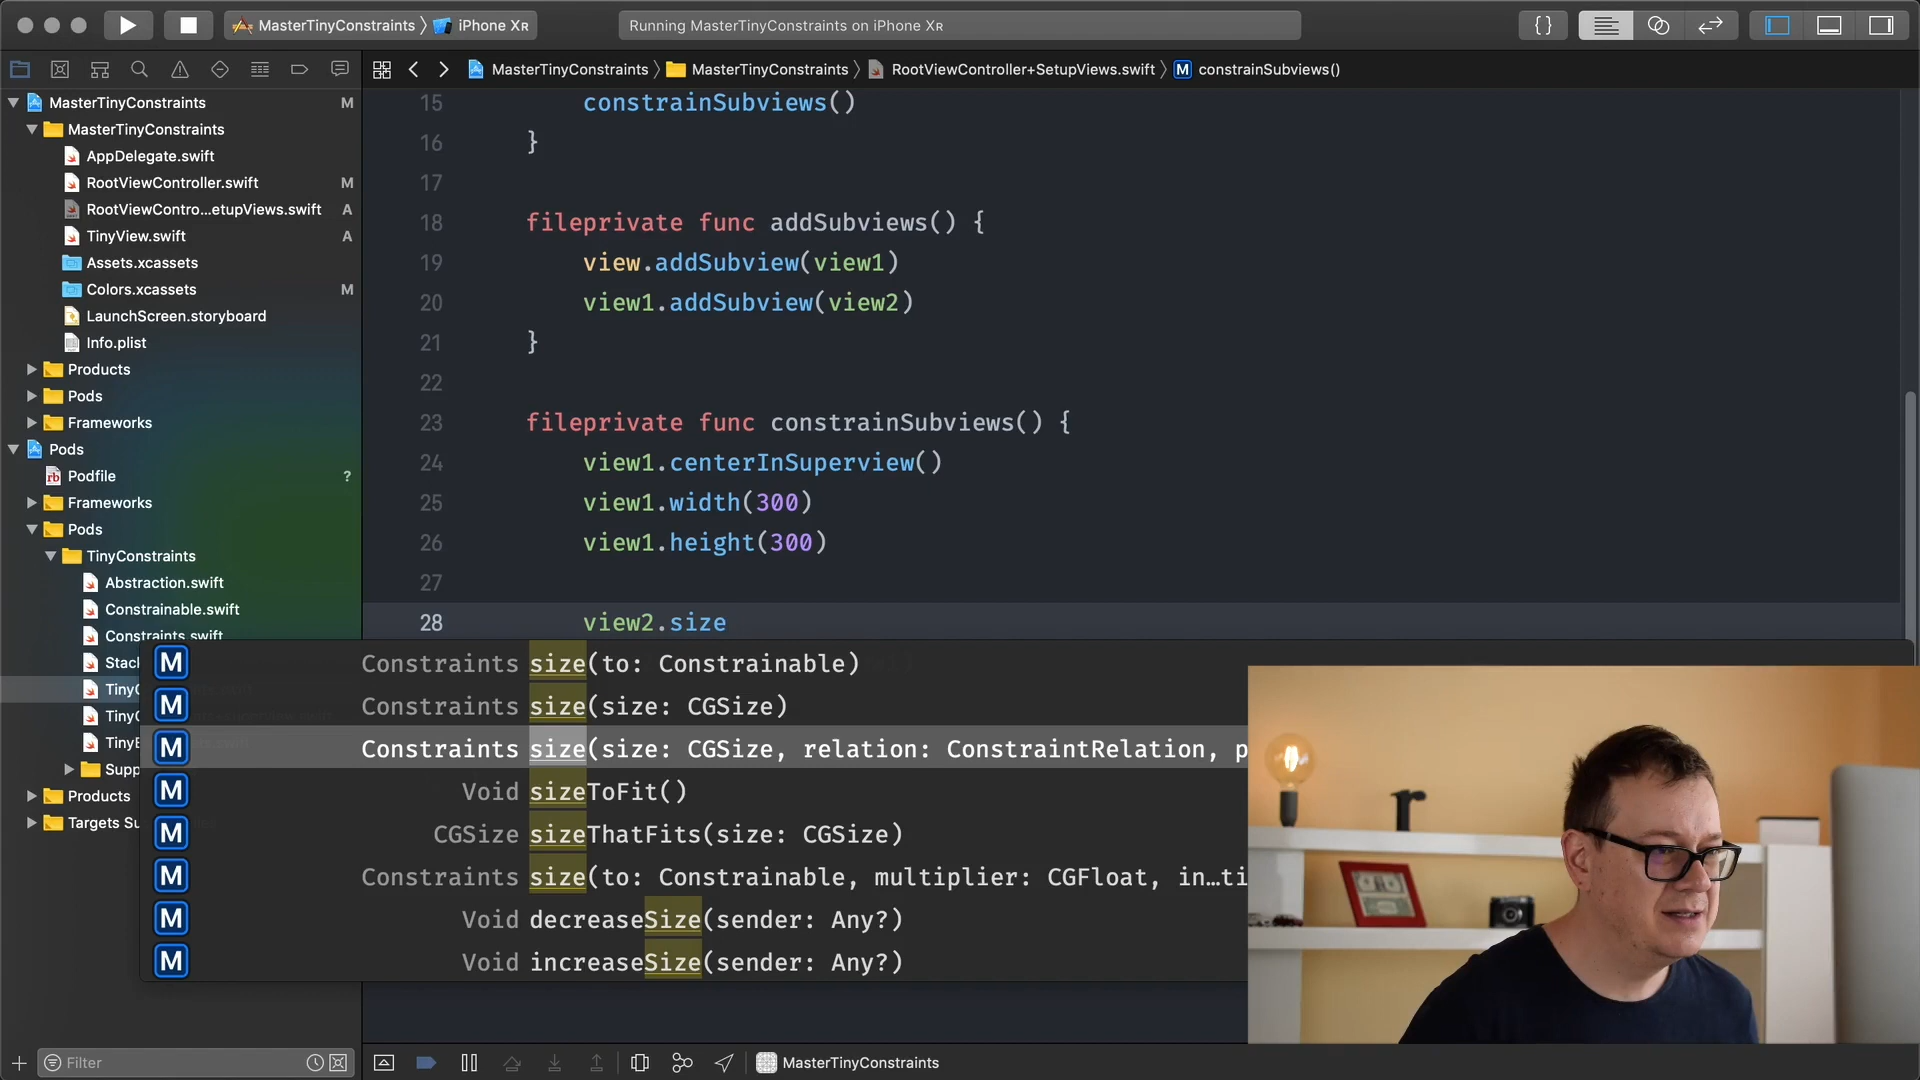 MasterTinyConstraints
iPhone XR
Running MasterTinyConstraints on iPhone XR
{}
MasterTinyConstraints
MasterTinyConstraints
RootViewController+SetupViews.swift
M
constrainSubviews()
MasterTinyConstraints M
MasterTinyConstraints
AppDelegate.swift
RootViewController.swift M
RootViewContro...etupViews.swift A
TinyView.swift A
Assets.xcassets
Colors.xcassets M
LaunchScreen.storyboard
Info.plist
Products
Pods
Frameworks
Pods
rb Podfile ?
Frameworks
Pods
TinyConstraints
Abstraction.swift
Constrainable.swift
Constraints.swift
Stac
TinyC
TinyC
TinyE
Supp
Products
Targets Su
Filter
15 constrainSubviews()
16 }
17
18 fileprivate func addSubviews() {
19 view.addSubview(view1)
20 view1.addSubview(view2)
21 }
22
23 fileprivate func constrainSubviews() {
24 view1.centerInSuperview()
25 view1.width(300)
26 view1.height(300)
27
28 view2.size
M Constraints size(to: Constrainable)
M Constraints size(size: CGSize)
M Constraints size(size: CGSize, relation: ConstraintRelation, p
M Void sizeToFit()
M CGSize sizeThatFits(size: CGSize)
M Constraints size(to: Constrainable, multiplier: CGFloat, in…ti
M Void decreaseSize(sender: Any?)
M Void increaseSize(sender: Any?)
MasterTinyConstraints